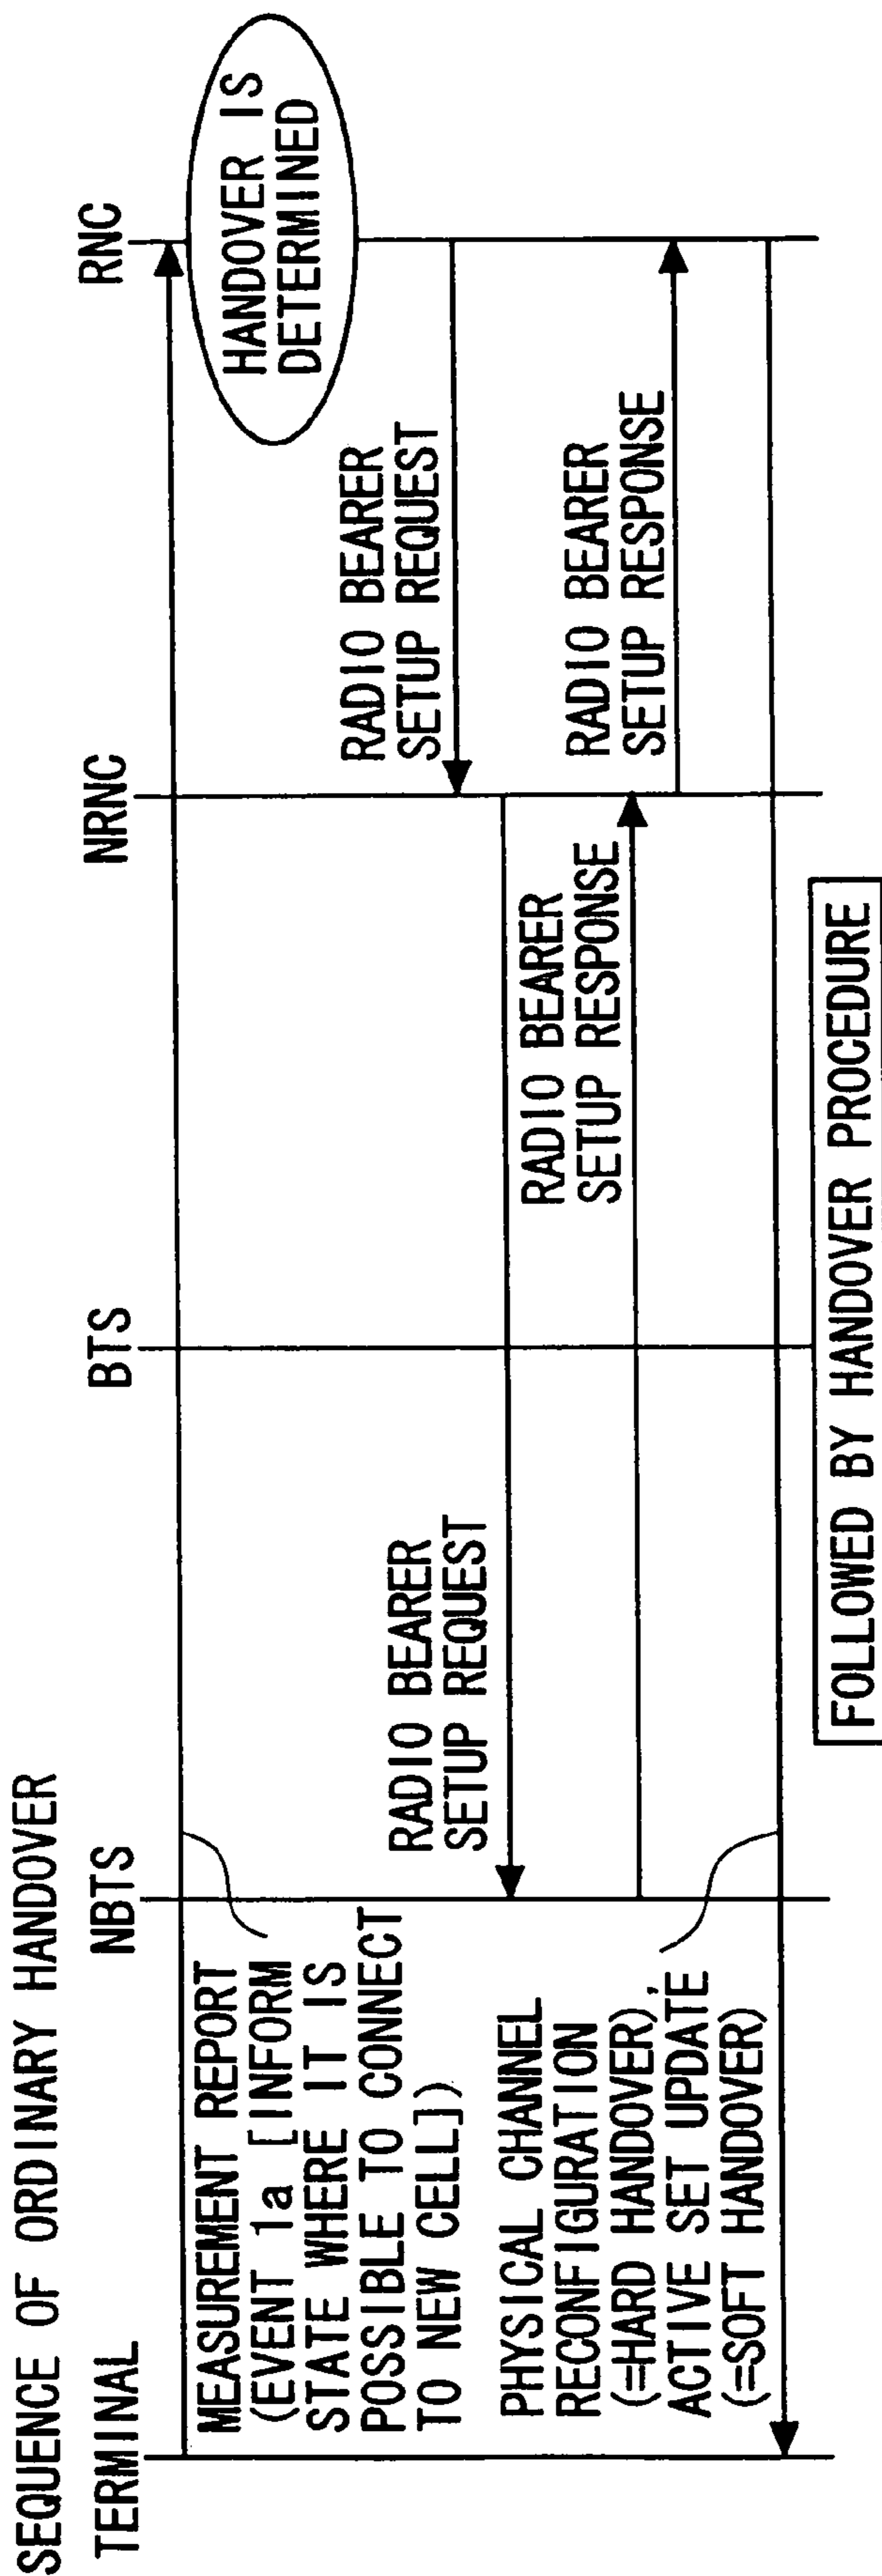 SEQUENCE OF ORDINARY HANDOVER
TERMINAL
NBTS
BTS
NRNC
RNC
MEASUREMENT REPORT
(EVENT 1a [INFORM
STATE WHERE IT IS
POSSIBLE TO CONNECT
TO NEW CELL])
HANDOVER IS
DETERMINED
RADIO BEARER
SETUP REQUEST
RADIO BEARER
SETUP REQUEST
RADIO BEARER
SETUP RESPONSE
RADIO BEARER
SETUP RESPONSE
PHYSICAL CHANNEL
RECONFIGURATION
(=HARD HANDOVER),
ACTIVE SET UPDATE
(=SOFT HANDOVER)
FOLLOWED BY HANDOVER PROCEDURE